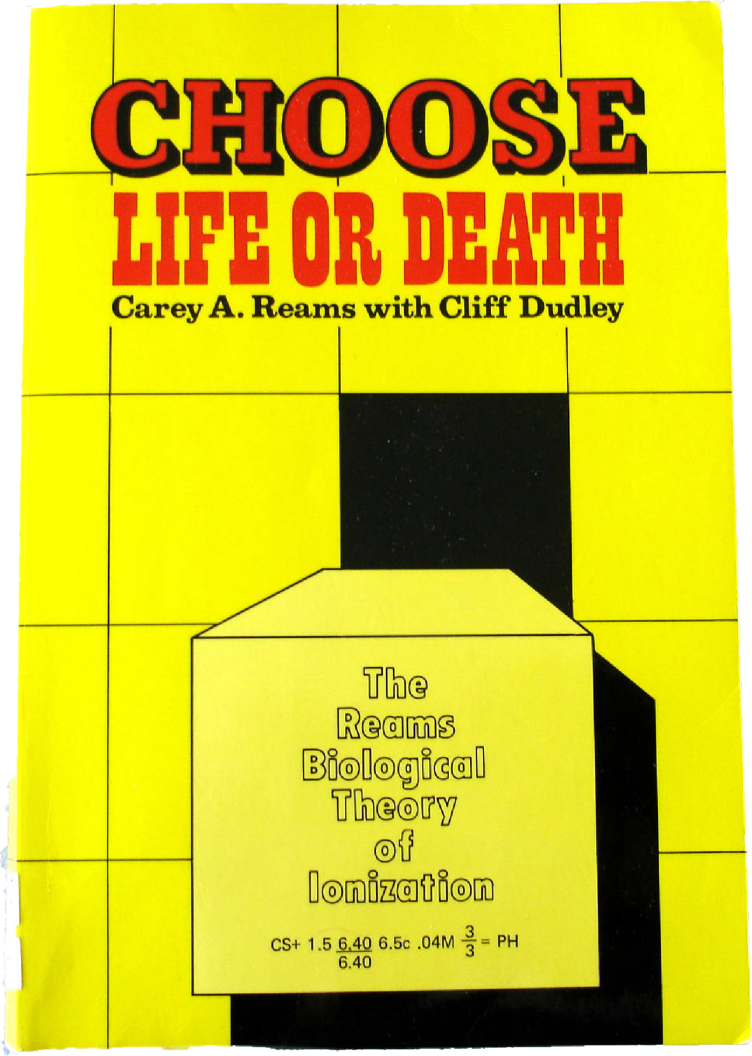 CHOOSE
LIFE OR DEATH
Carey A. Reams with Cliff Dudley
The
Reams
Biological
Theory
of
Ionization
CS+ 1.5 6.40/6.40 6.5c .04M 3/3 = PH